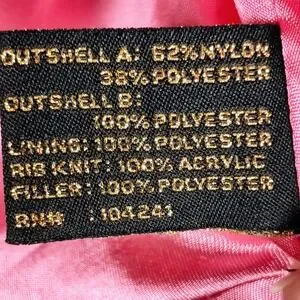 OUTSHELL A: 62% NYLON
38% POLYESTER
OUTSHELL B:
100% POLYESTER
LINING: 100% POLYESTER
RIB KNIT: 100% ACRYLIC
FILLER: 100% POLYESTER
RN# : 104241